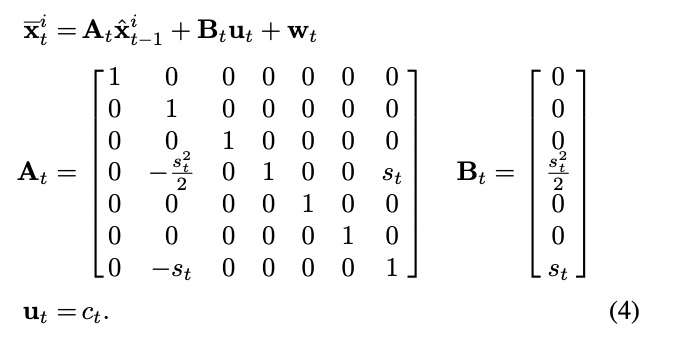 x̄ᵢₜ = Aₜx̂ⁱₜ₋₁ + Bₜuₜ + wₜ
Aₜ = [ 1 0 0 0 0 0 0
0 1 0 0 0 0 0
0 0 1 0 0 0 0
0 −sₜ²/2 0 1 0 0 sₜ
0 0 0 0 1 0 0
0 0 0 0 0 1 0
0 −sₜ 0 0 0 0 1 ]
Bₜ = [ 0
0
0
sₜ²/2
0
0
sₜ ]
uₜ = cₜ. (4)